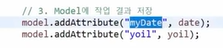 // 3. Model에 작업 결과 저장
model.addAttribute("myDate", date);
model.addAttribute("yoil", yoil);